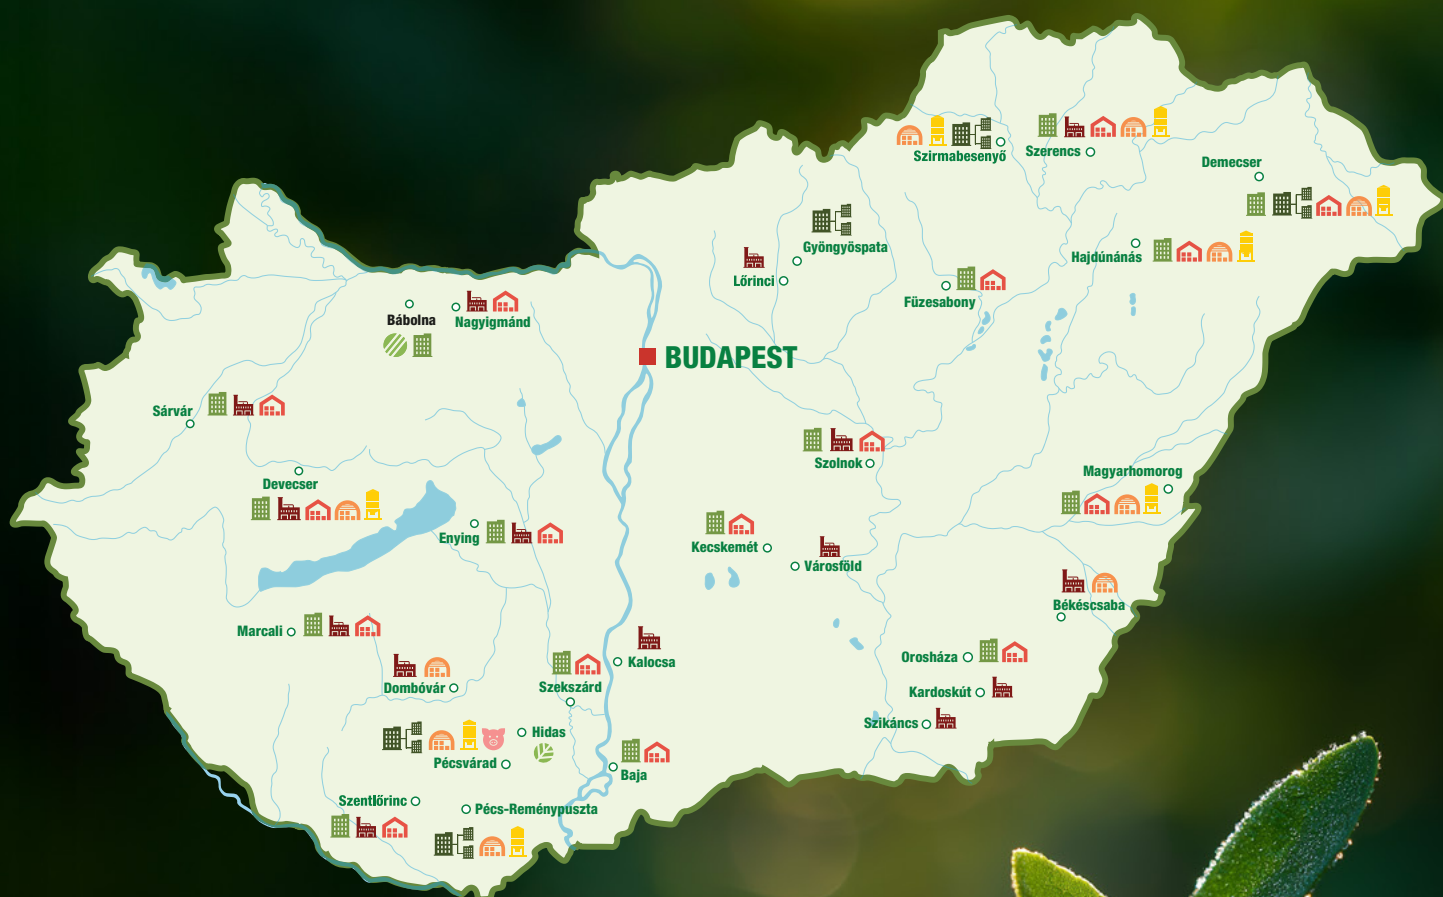 Szirmabesenyő
Szerencs
Demecser
Gyöngyöspata
Hajdúnánás
Lőrinci
Füzesabony
Bábolna
Nagyigmánd
BUDAPEST
Sárvár
Szolnok
Magyarhomorog
Devecser
Enying
Kecskemét
Városföld
Békéscsaba
Marcali
Kalocsa
Orosháza
Dombóvár
Szekszárd
Kardoskút
Szikáncs
Hidas
Pécsvárad
Baja
Szentlőrinc
Pécs-Reménypuszta